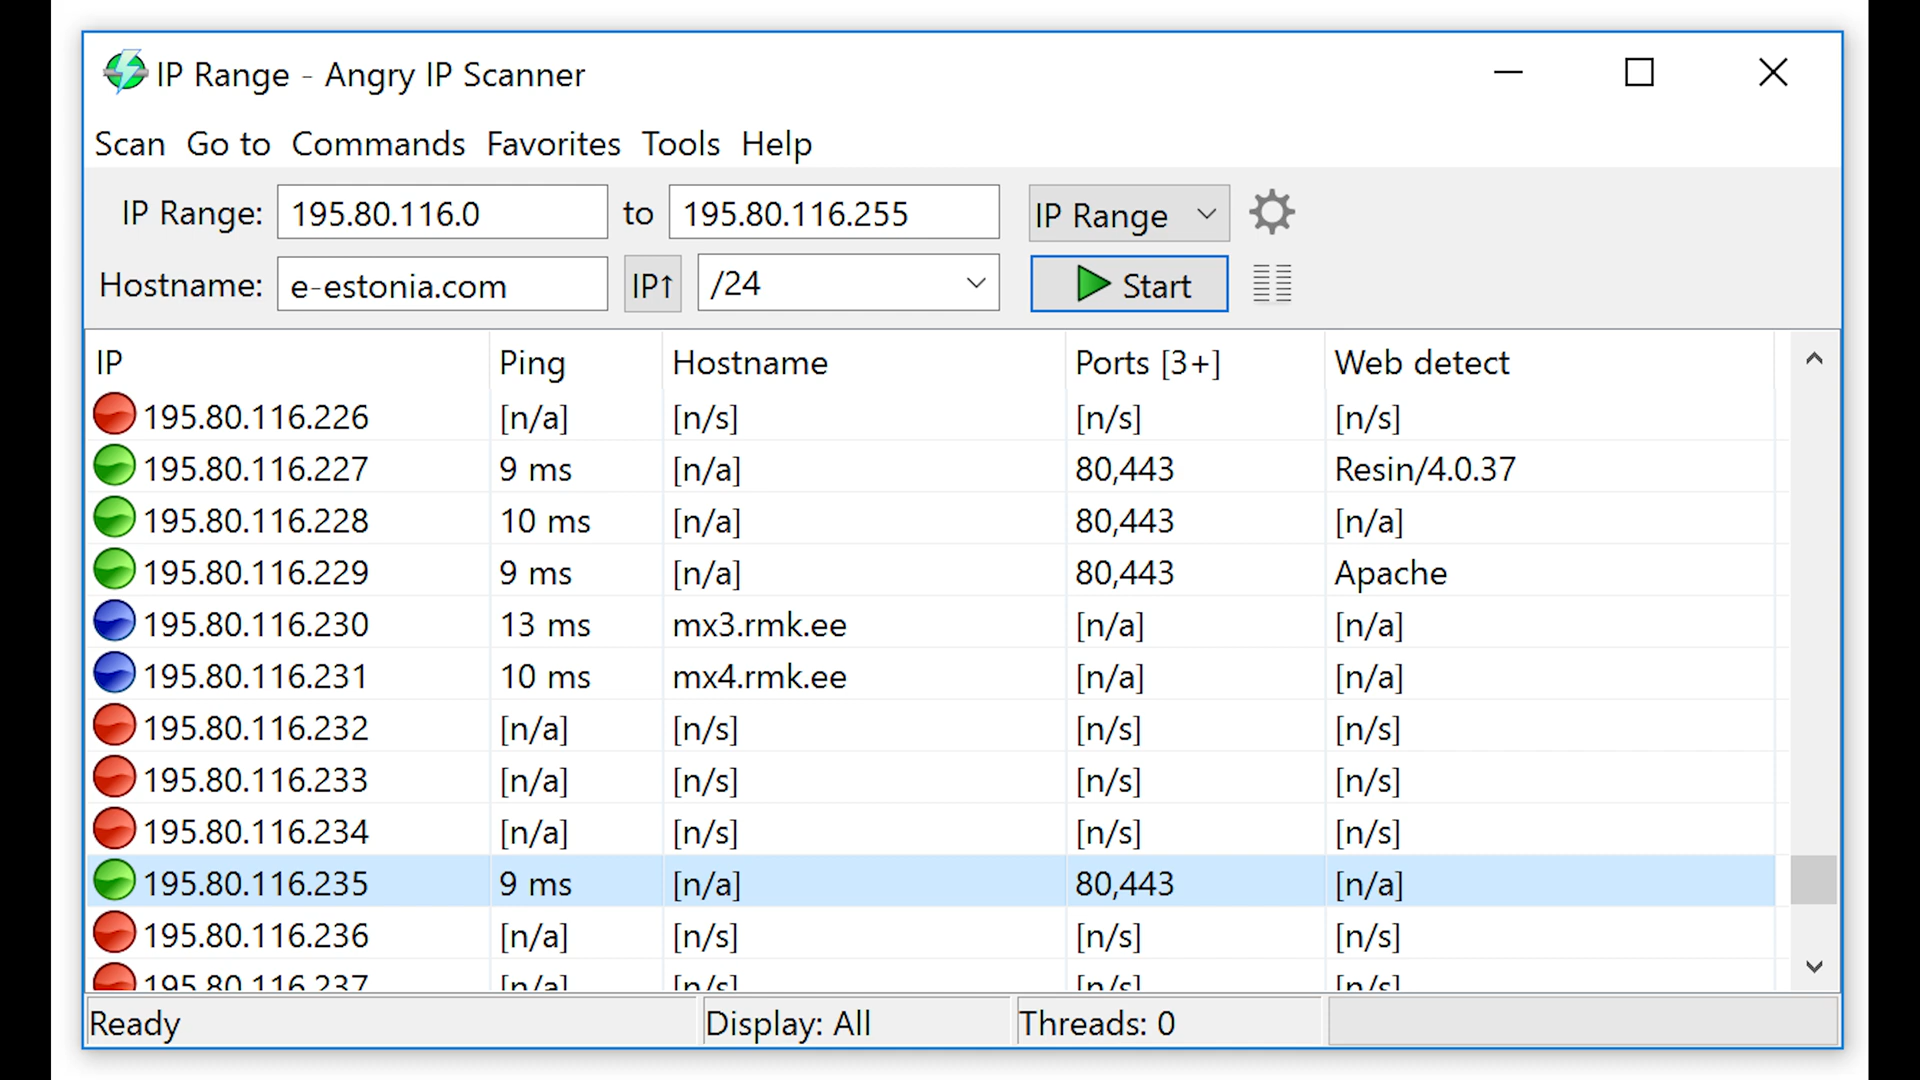 IP Range - Angry IP Scanner
Scan Go to Commands Favorites Tools Help
IP Range: 195.80.116.0 to 195.80.116.255 IP Range
Hostname: e-estonia.com IP↑ /24 Start
IP Ping Hostname Ports [3+] Web detect
195.80.116.226 [n/a] [n/s] [n/s] [n/s]
195.80.116.227 9 ms [n/a] 80,443 Resin/4.0.37
195.80.116.228 10 ms [n/a] 80,443 [n/a]
195.80.116.229 9 ms [n/a] 80,443 Apache
195.80.116.230 13 ms mx3.rmk.ee [n/a] [n/a]
195.80.116.231 10 ms mx4.rmk.ee [n/a] [n/a]
195.80.116.232 [n/a] [n/s] [n/s] [n/s]
195.80.116.233 [n/a] [n/s] [n/s] [n/s]
195.80.116.234 [n/a] [n/s] [n/s] [n/s]
195.80.116.235 9 ms [n/a] 80,443 [n/a]
195.80.116.236 [n/a] [n/s] [n/s] [n/s]
195.80.116.237 [n/a] [n/s] [n/s] [n/s]
Ready Display: All Threads: 0